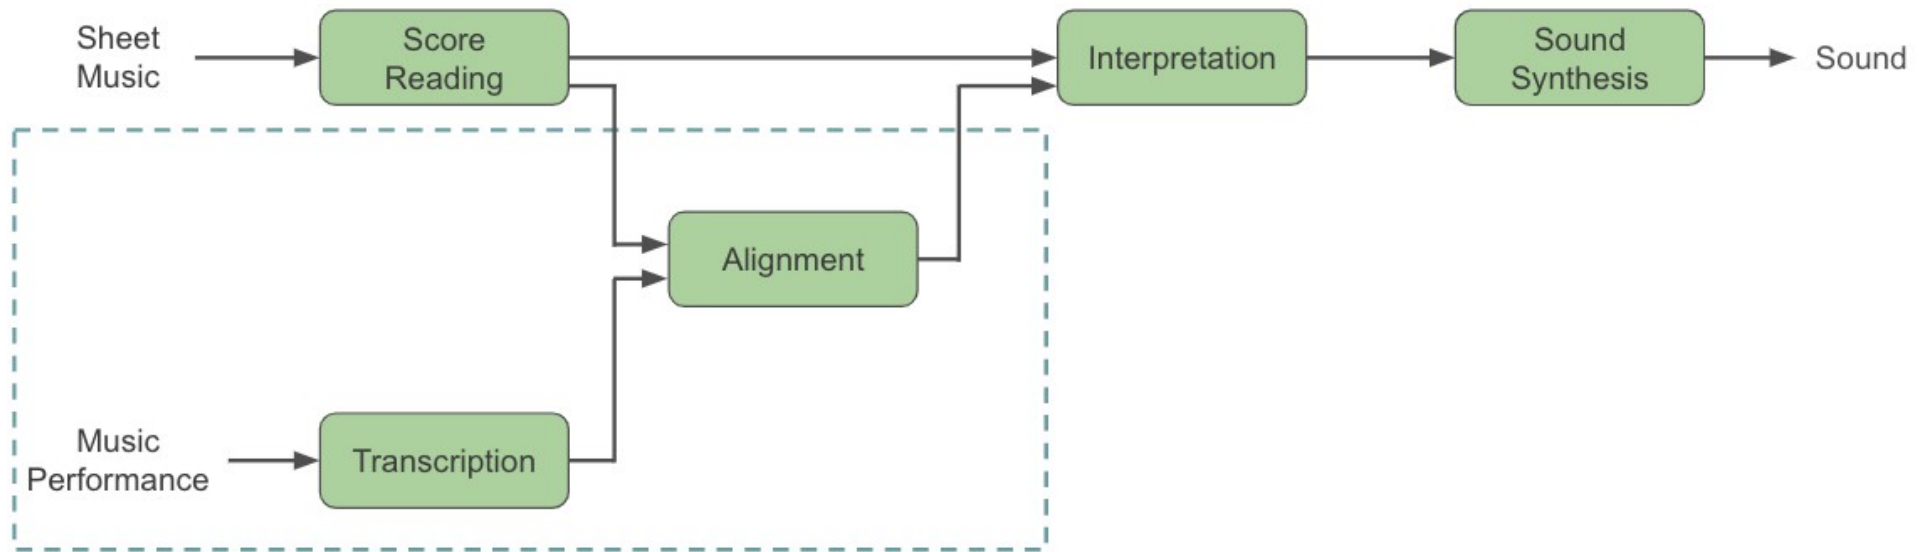 Sheet
Music
Score
Reading
Interpretation
Sound
Synthesis
Sound
Alignment
Music
Performance
Transcription